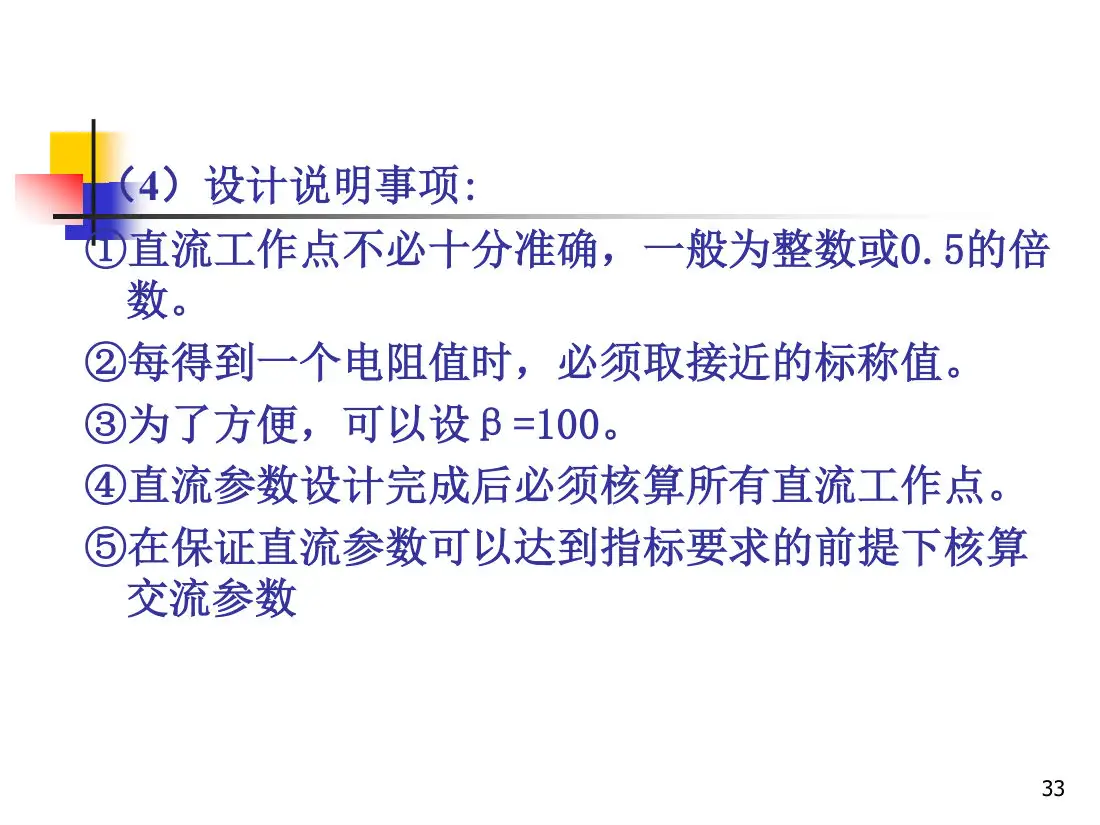 （4）设计说明事项:
①直流工作点不必十分准确，一般为整数或0.5的倍
数。
②每得到一个电阻值时，必须取接近的标称值。
③为了方便，可以设β=100。
④直流参数设计完成后必须核算所有直流工作点。
⑤在保证直流参数可以达到指标要求的前提下核算
交流参数
33